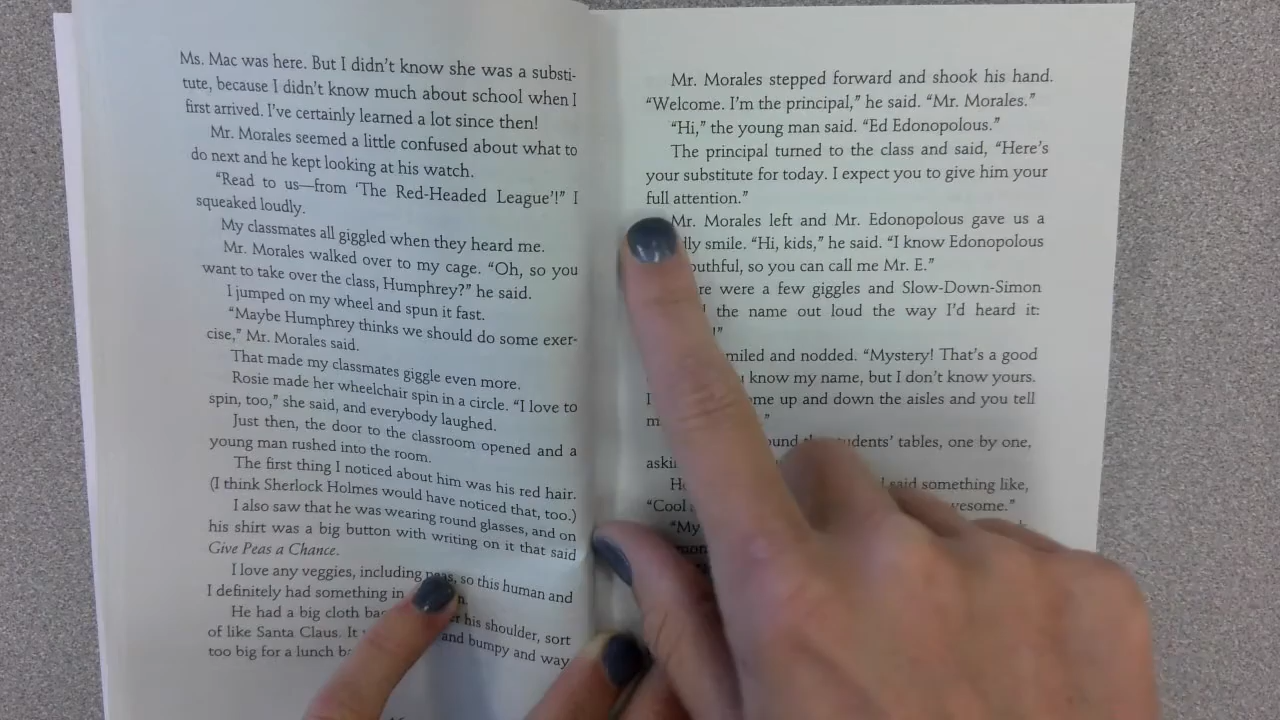 Ms. Mac was here. But I didn't know she was a substi-
tute, because I didn't know much about school when I
first arrived. I've certainly learned a lot since then!
Mr. Morales seemed a little confused about what to
do next and he kept looking at his watch.
“Read to us—from ‘The Red-Headed League’!” I
squeaked loudly.
My classmates all giggled when they heard me.
Mr. Morales walked over to my cage. “Oh, so you
want to take over the class, Humphrey?” he said.
I jumped on my wheel and spun it fast.
“Maybe Humphrey thinks we should do some exer-
cise,” Mr. Morales said.
That made my classmates giggle even more.
Rosie made her wheelchair spin in a circle. “I love to
spin, too,” she said, and everybody laughed.
Just then, the door to the classroom opened and a
young man rushed into the room.
The first thing I noticed about him was his red hair.
(I think Sherlock Holmes would have noticed that, too.)
I also saw that he was wearing round glasses, and on
his shirt was a big button with writing on it that said
Give Peas a Chance.
I love any veggies, including peas, so this human and
I definitely had something in
He had a big cloth his shoulder, sort
of like Santa Claus. It and bumpy and way
too big for a lunch
Mr. Morales stepped forward and shook his hand.
“Welcome. I'm the principal,” he said. “Mr. Morales.”
“Hi,” the young man said. “Ed Edonopolous.”
The principal turned to the class and said, “Here's
your substitute for today. I expect you to give him your
full attention.”
Mr. Morales left and Mr. Edonopolous gave us a
smile. “Hi, kids,” he said. “I know Edonopolous
so you can call me Mr. E.”
were a few giggles and Slow-Down-Simon
the name out loud the way I'd heard it:
and nodded. “Mystery! That's a good
know my name, but I don't know yours.
I up and down the aisles and you tell
students’ tables, one by one,
said something like,
“Cool
“My